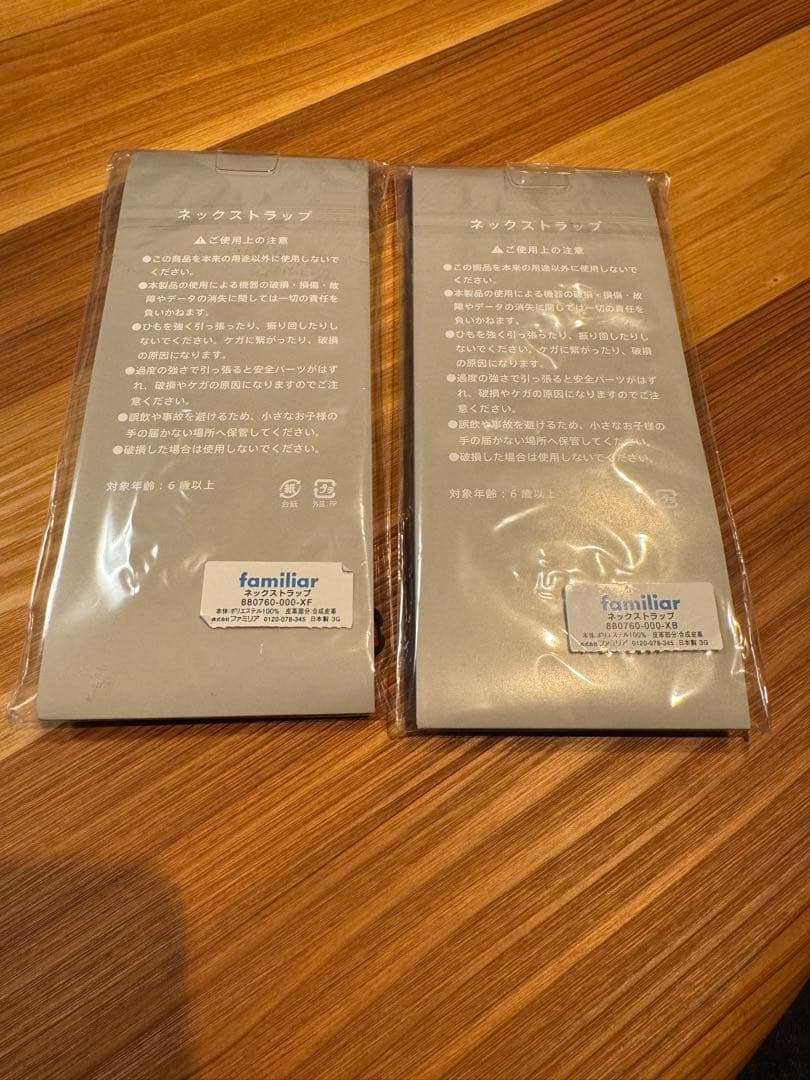 ネックストラップ
⚠ご使用上の注意
●この商品を本来の用途以外に使用しないで
ください。
●本製品の使用による機器の破損・損傷・故
障やデータの消失に関しては一切の責任を
負いかねます。
●ひもを強く引っ張ったり、振り回したりし
ないでください。ケガに繋がったり、破損
の原因になります。
●過度の強さで引っ張ると安全パーツがはず
れ、破損やケガの原因になりますのでご注
意ください。
●誤飲や事故を避けるため、小さなお子様の
手の届かない場所へ保管してください。
●破損した場合は使用しないでください。
対象年齢：6歳以上
紙
台紙
プラ
外装:PP
familiar
ネックストラップ
880760-000-XF
本体:ポリエステル100% 皮革部分:合成皮革
株式会社ファミリア 0120-078-345 日本製 3G
ネックストラップ
⚠ご使用上の注意
●この商品を本来の用途以外に使用しないで
ください。
●本製品の使用による機器の破損・損傷・故
障やデータの消失に関しては一切の責任を
負いかねます。
●ひもを強く引っ張ったり、振り回したりし
ないでください。ケガに繋がったり、破損
の原因になります。
●過度の強さで引っ張ると安全パーツがはず
れ、破損やケガの原因になりますのでご注
意ください。
●誤飲や事故を避けるため、小さなお子様の
手の届かない場所へ保管してください。
●破損した場合は使用しないでください。
対象年齢：6歳以上
familiar
ネックストラップ
880760-000-XB
本体:ポリエステル100% 皮革部分:合成皮革
株式会社ファミリア 0120-078-345 日本製 3G